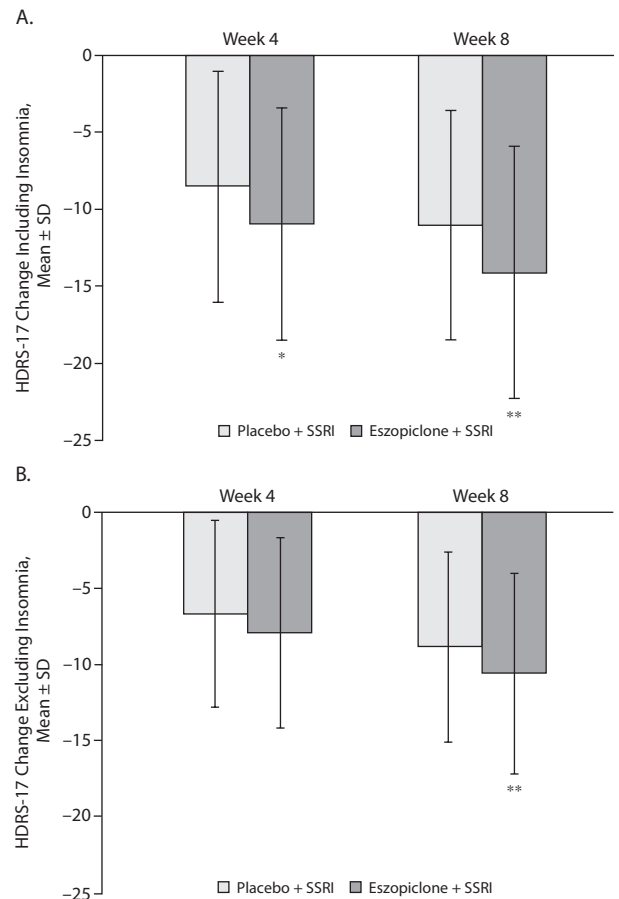 A.
Week 4 Week 8
0
−5
−10
−15
−20
−25
HDRS-17 Change Including Insomnia,
Mean ± SD
*
**
Placebo + SSRI Eszopiclone + SSRI
B.
Week 4 Week 8
0
−5
−10
−15
−20
−25
HDRS-17 Change Excluding Insomnia,
Mean ± SD
**
Placebo + SSRI Eszopiclone + SSRI